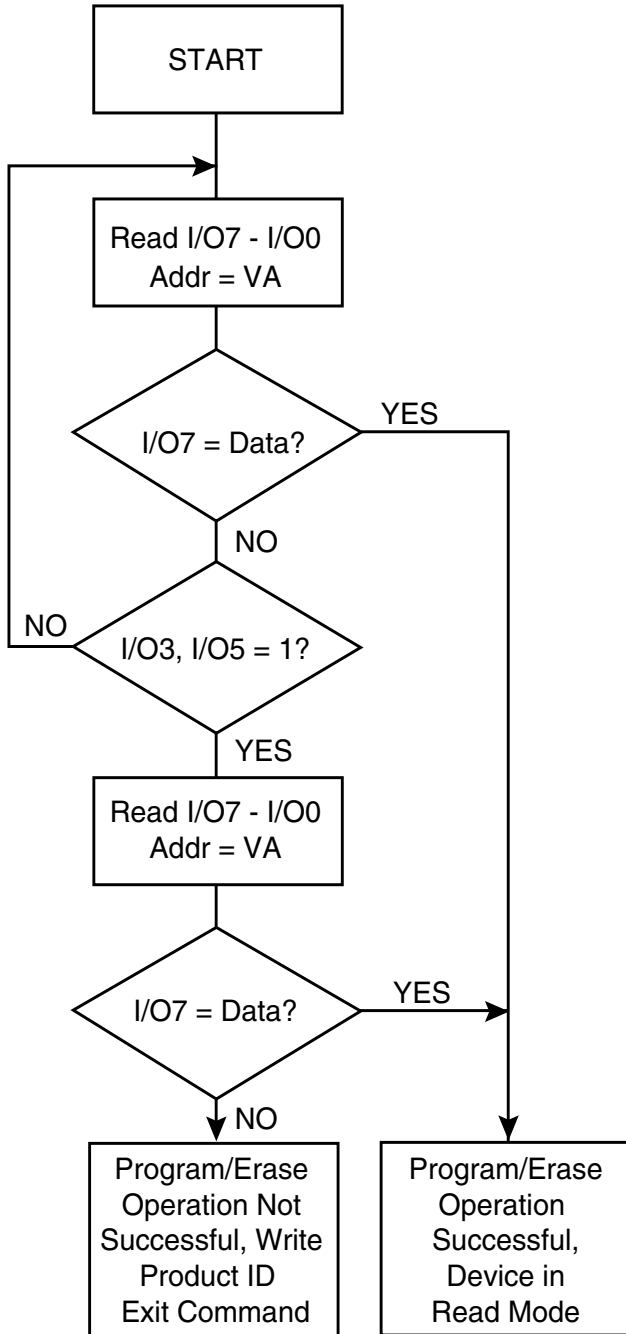 START
Read I/O7 - I/O0
Addr = VA
I/O7 = Data?
YES
NO
NO
I/O3, I/O5 = 1?
YES
Read I/O7 - I/O0
Addr = VA
I/O7 = Data?
YES
NO
Program/Erase
Operation Not
Successful, Write
Product ID
Exit Command
Program/Erase
Operation
Successful,
Device in
Read Mode